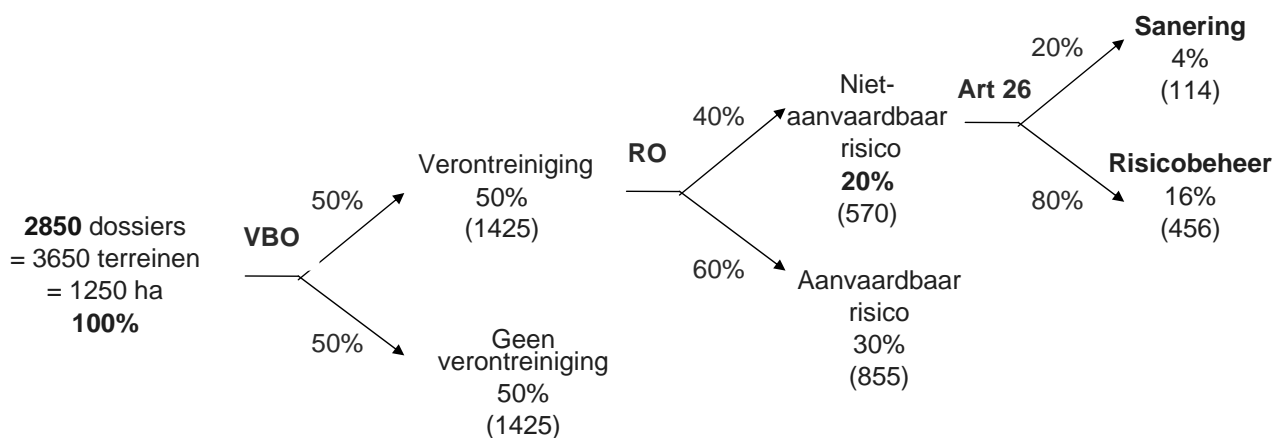 2850 dossiers
= 3650 terreinen
= 1250 ha
100%
VBO
50%
50%
Verontreiniging
50%
(1425)
Geen
verontreiniging
50%
(1425)
RO
40%
60%
Niet-
aanvaardbaar
risico
20%
(570)
Aanvaardbaar
risico
30%
(855)
Art 26
20%
80%
Sanering
4%
(114)
Risicobeheer
16%
(456)